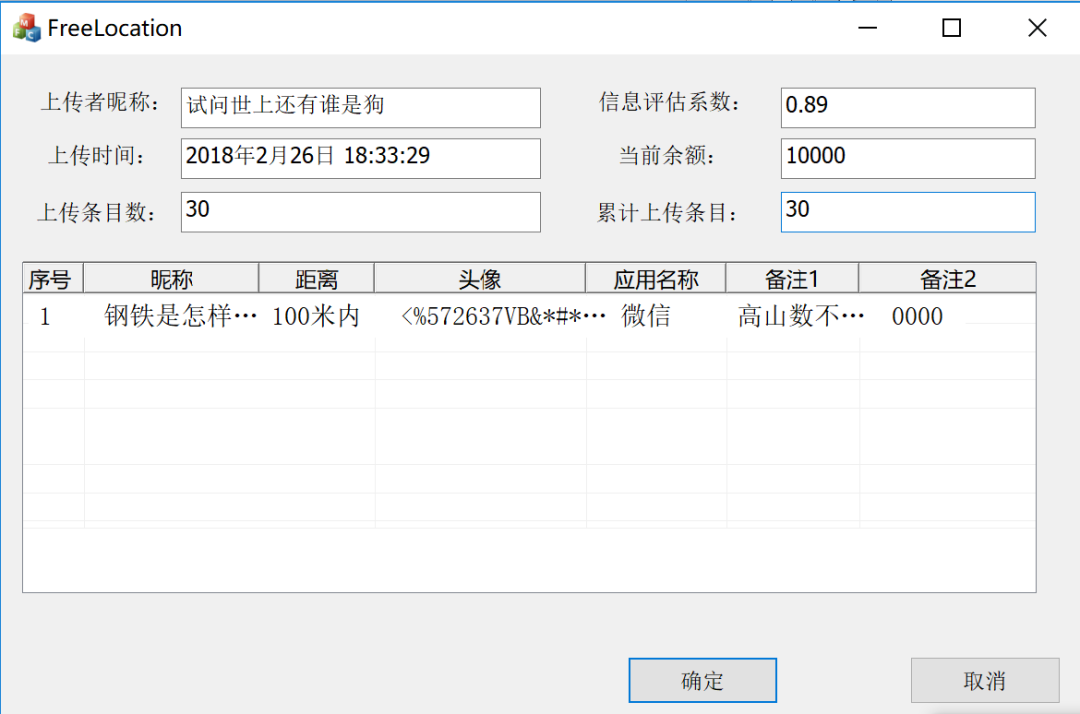 FreeLocation
上传者昵称： 试问世上还有谁是狗 信息评估系数： 0.89
上传时间： 2018年2月26日 18:33:29 当前余额： 10000
上传条目数： 30 累计上传条目： 30
序号 昵称 距离 头像 应用名称 备注1 备注2
1 钢铁是怎样… 100米内 <%572637VB&*#*… 微信 高山数不… 0000
确定 取消